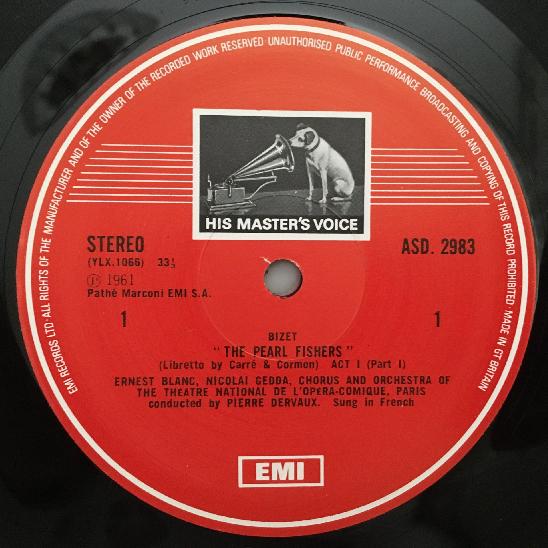 EMI RECORDS LTD·ALL RIGHTS OF THE MANUFACTURER AND OF THE OWNER OF THE RECORDED WORK RESERVED UNAUTHORISED PUBLIC PERFORMANCE BROADCASTING AND COPYING OF THIS RECORD PROHIBITED·MADE IN GT BRITAIN
HIS MASTER'S VOICE
STEREO
ASD. 2983
(YLX.1066) 33⅓
Ⓟ 1961
Pathé Marconi EMI S.A.
1
1
BIZET
"THE PEARL FISHERS"
(Libretto by Carré & Cormon) ACT I (Part I)
ERNEST BLANC, NICOLAI GEDDA, CHORUS AND ORCHESTRA OF
THE THEATRE NATIONAL DE L'OPERA-COMIQUE, PARIS
conducted by PIERRE DERVAUX. Sung in French
EMI